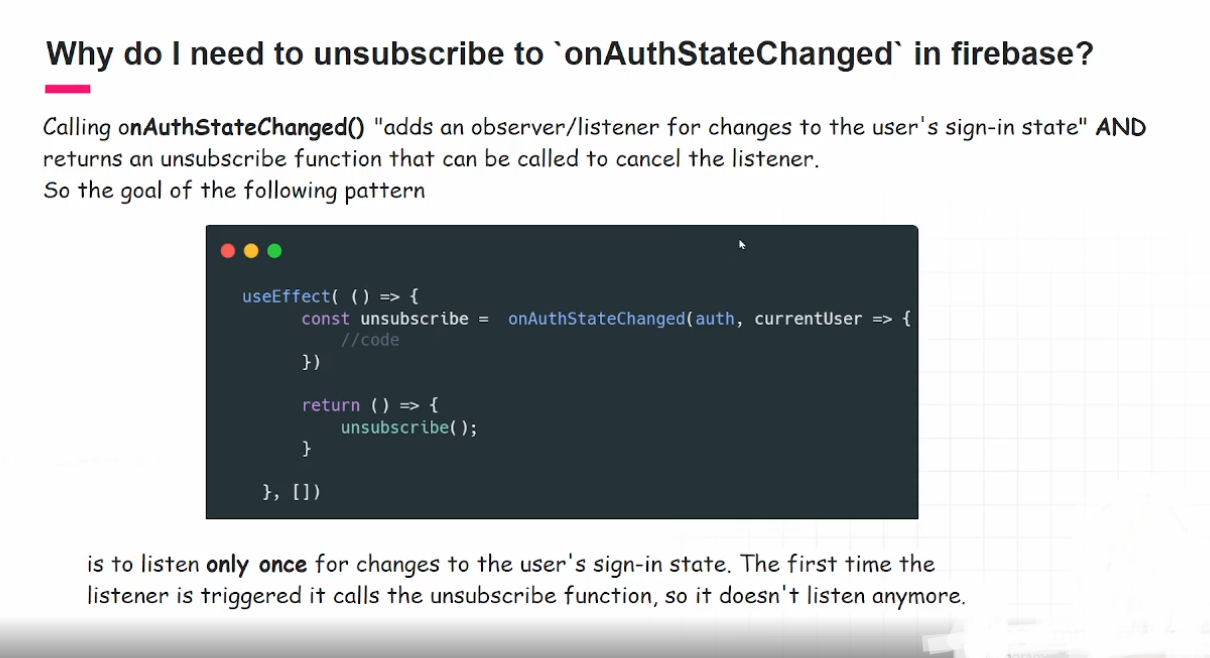 Why do I need to unsubscribe to `onAuthStateChanged` in firebase?
Calling onAuthStateChanged() "adds an observer/listener for changes to the user's sign-in state" AND
returns an unsubscribe function that can be called to cancel the listener.
So the goal of the following pattern
useEffect( () => {
const unsubscribe = onAuthStateChanged(auth, currentUser => {
//code
})
return () => {
unsubscribe();
}
}, [])
is to listen only once for changes to the user's sign-in state. The first time the
listener is triggered it calls the unsubscribe function, so it doesn't listen anymore.